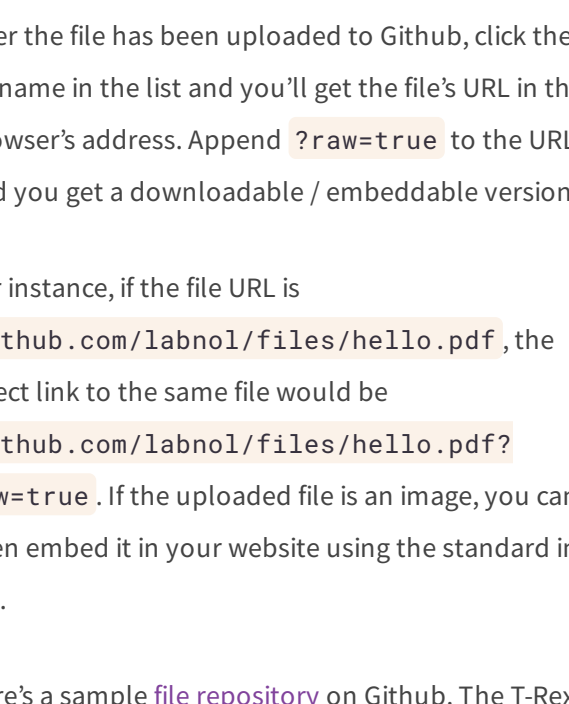 er the file has been uploaded to Github, click the
name in the list and you’ll get the file’s URL in th
owser’s address. Append ?raw=true to the URL
d you get a downloadable / embeddable version
r instance, if the file URL is
thub.com/labnol/files/hello.pdf, the
ect link to the same file would be
thub.com/labnol/files/hello.pdf?
w=true. If the uploaded file is an image, you can
en embed it in your website using the standard i
.
re’s a sample file repository on Github. The T-Rex